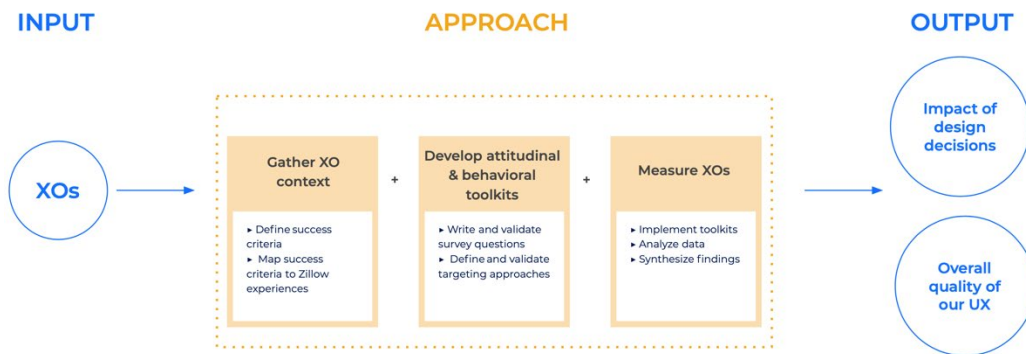 INPUT
APPROACH
OUTPUT
XOs
Gather XO
context
▸ Define success
criteria
▸ Map success
criteria to Zillow
experiences
+
Develop attitudinal
& behavioral
toolkits
▸ Write and validate
survey questions
▸ Define and validate
targeting approaches
+
Measure XOs
▸ Implement toolkits
▸ Analyze data
▸ Synthesize findings
Impact of
design
decisions
Overall
quality of
our UX